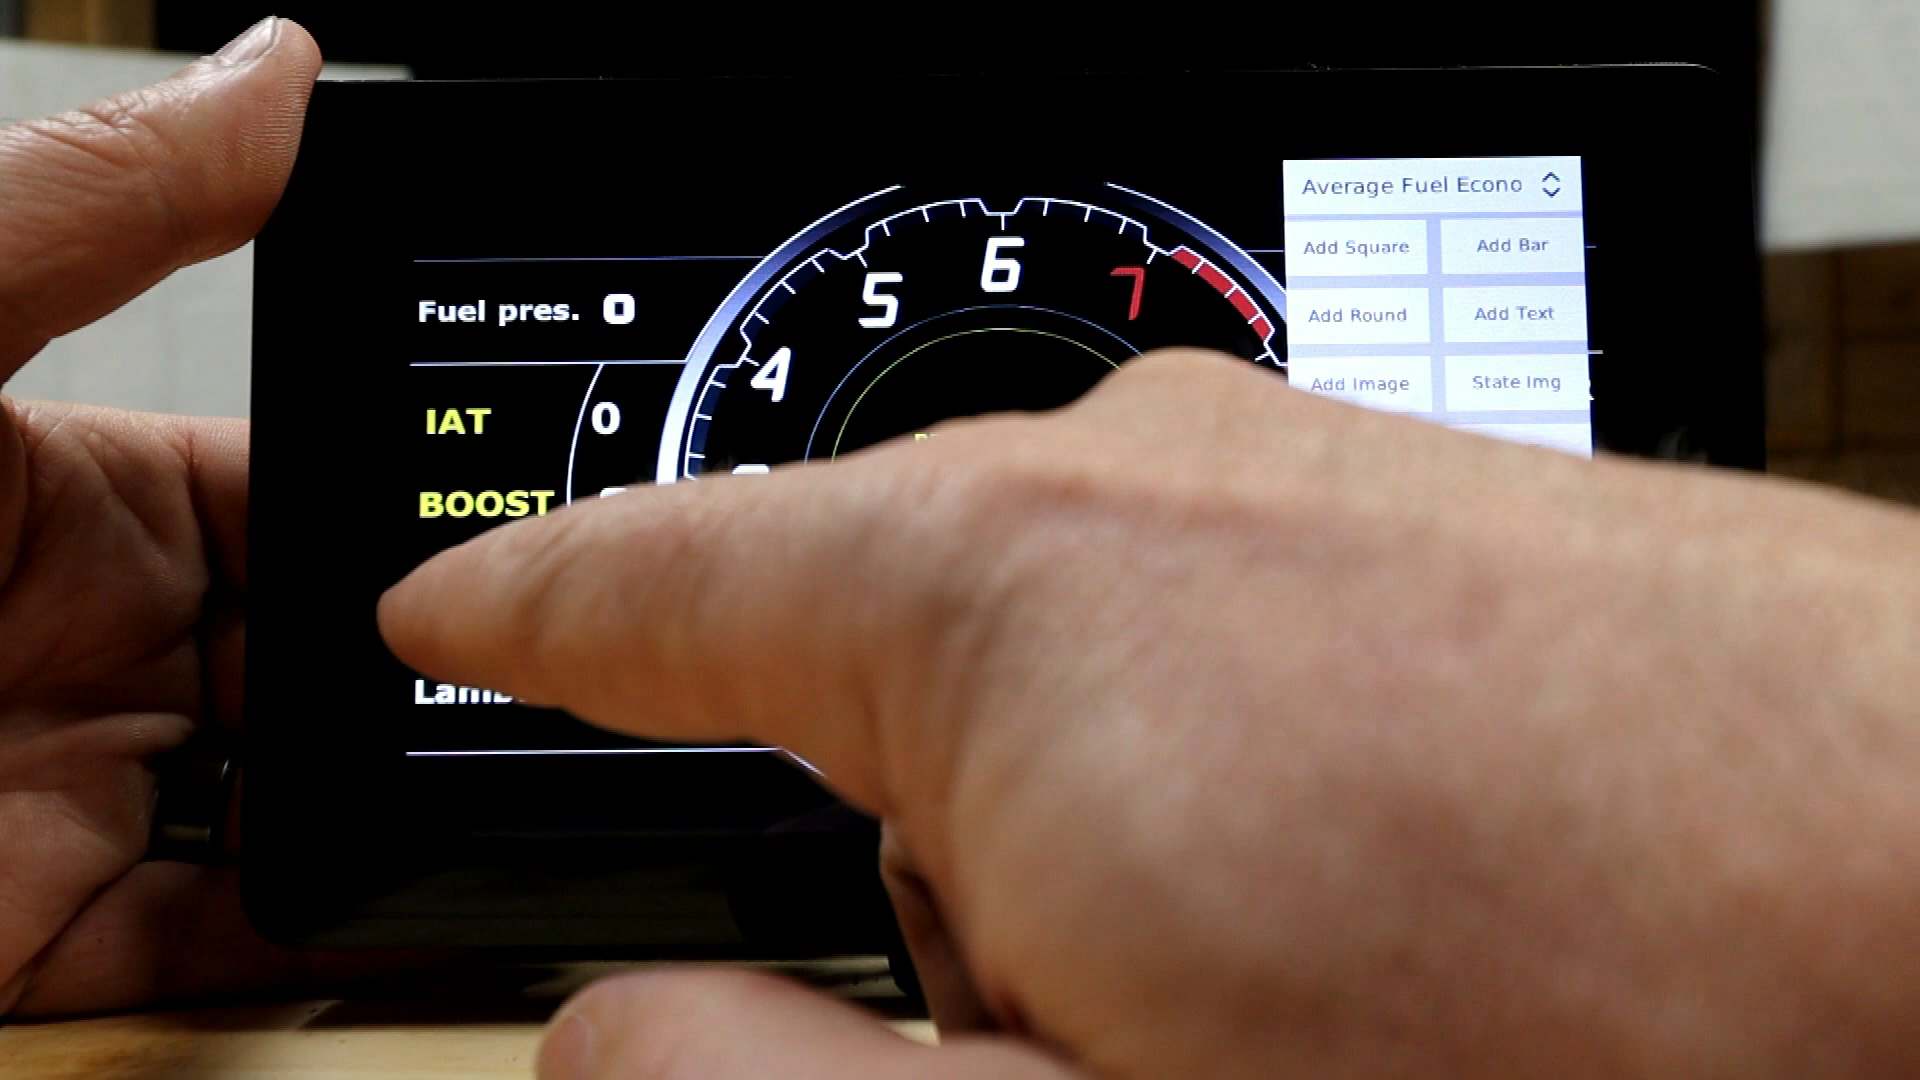 Average Fuel Econo
Add Square Add Bar
Add Round Add Text
Add Image State Img
Fuel pres. 0
IAT 0
BOOST
4 5 6 7